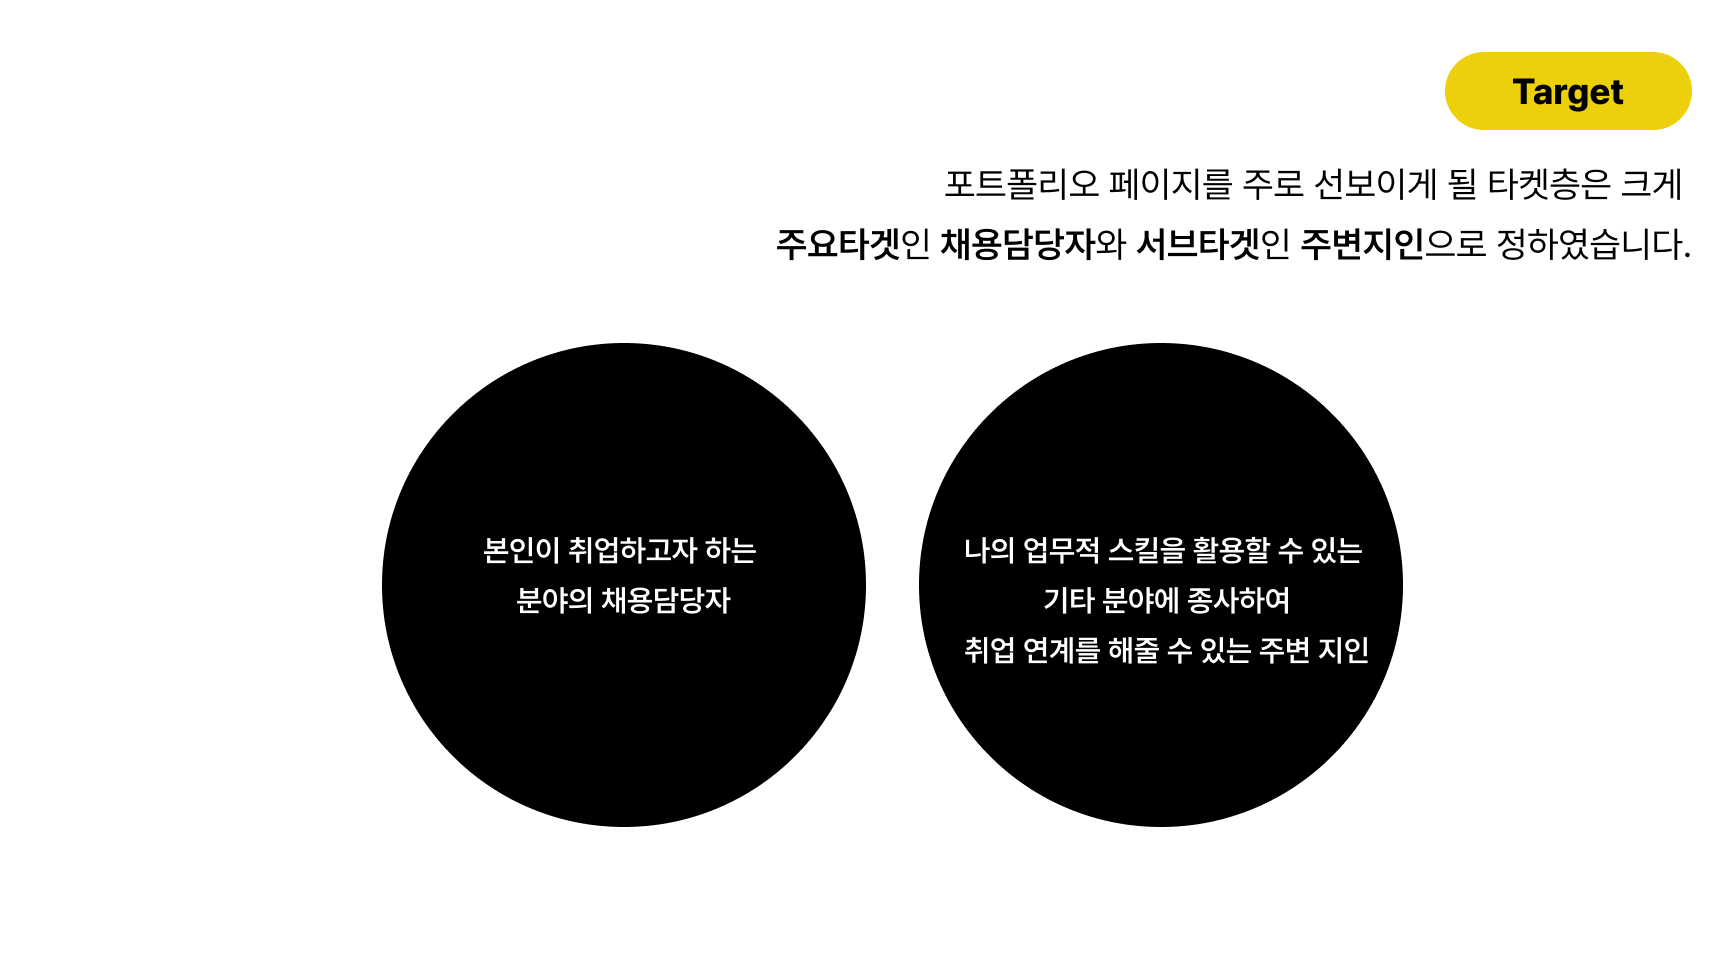 Target
포트폴리오 페이지를 주로 선보이게 될 타켓층은 크게
주요타겟인 채용담당자와 서브타겟인 주변지인으로 정하였습니다.
본인이 취업하고자 하는
분야의 채용담당자
나의 업무적 스킬을 활용할 수 있는
기타 분야에 종사하여
취업 연계를 해줄 수 있는 주변 지인